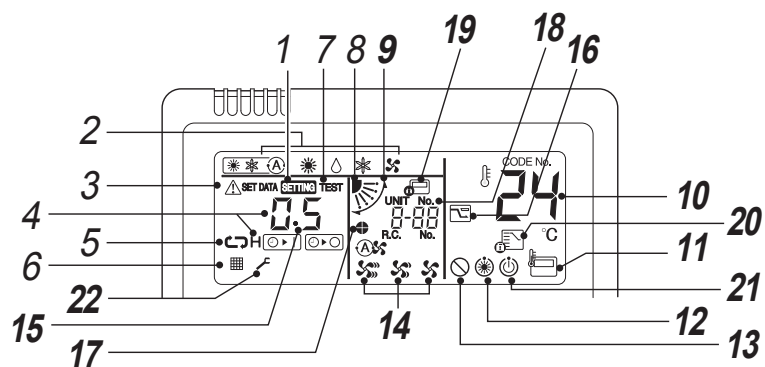 1 7 8 9 19 18 16
2
CODE No.
A
3 SET DATA SETTING TEST
24 10
UNIT No.
4 0.5 8-88
R.C. No.
5 H °C 20
A 11
6
22 21
15 14 12
17 13